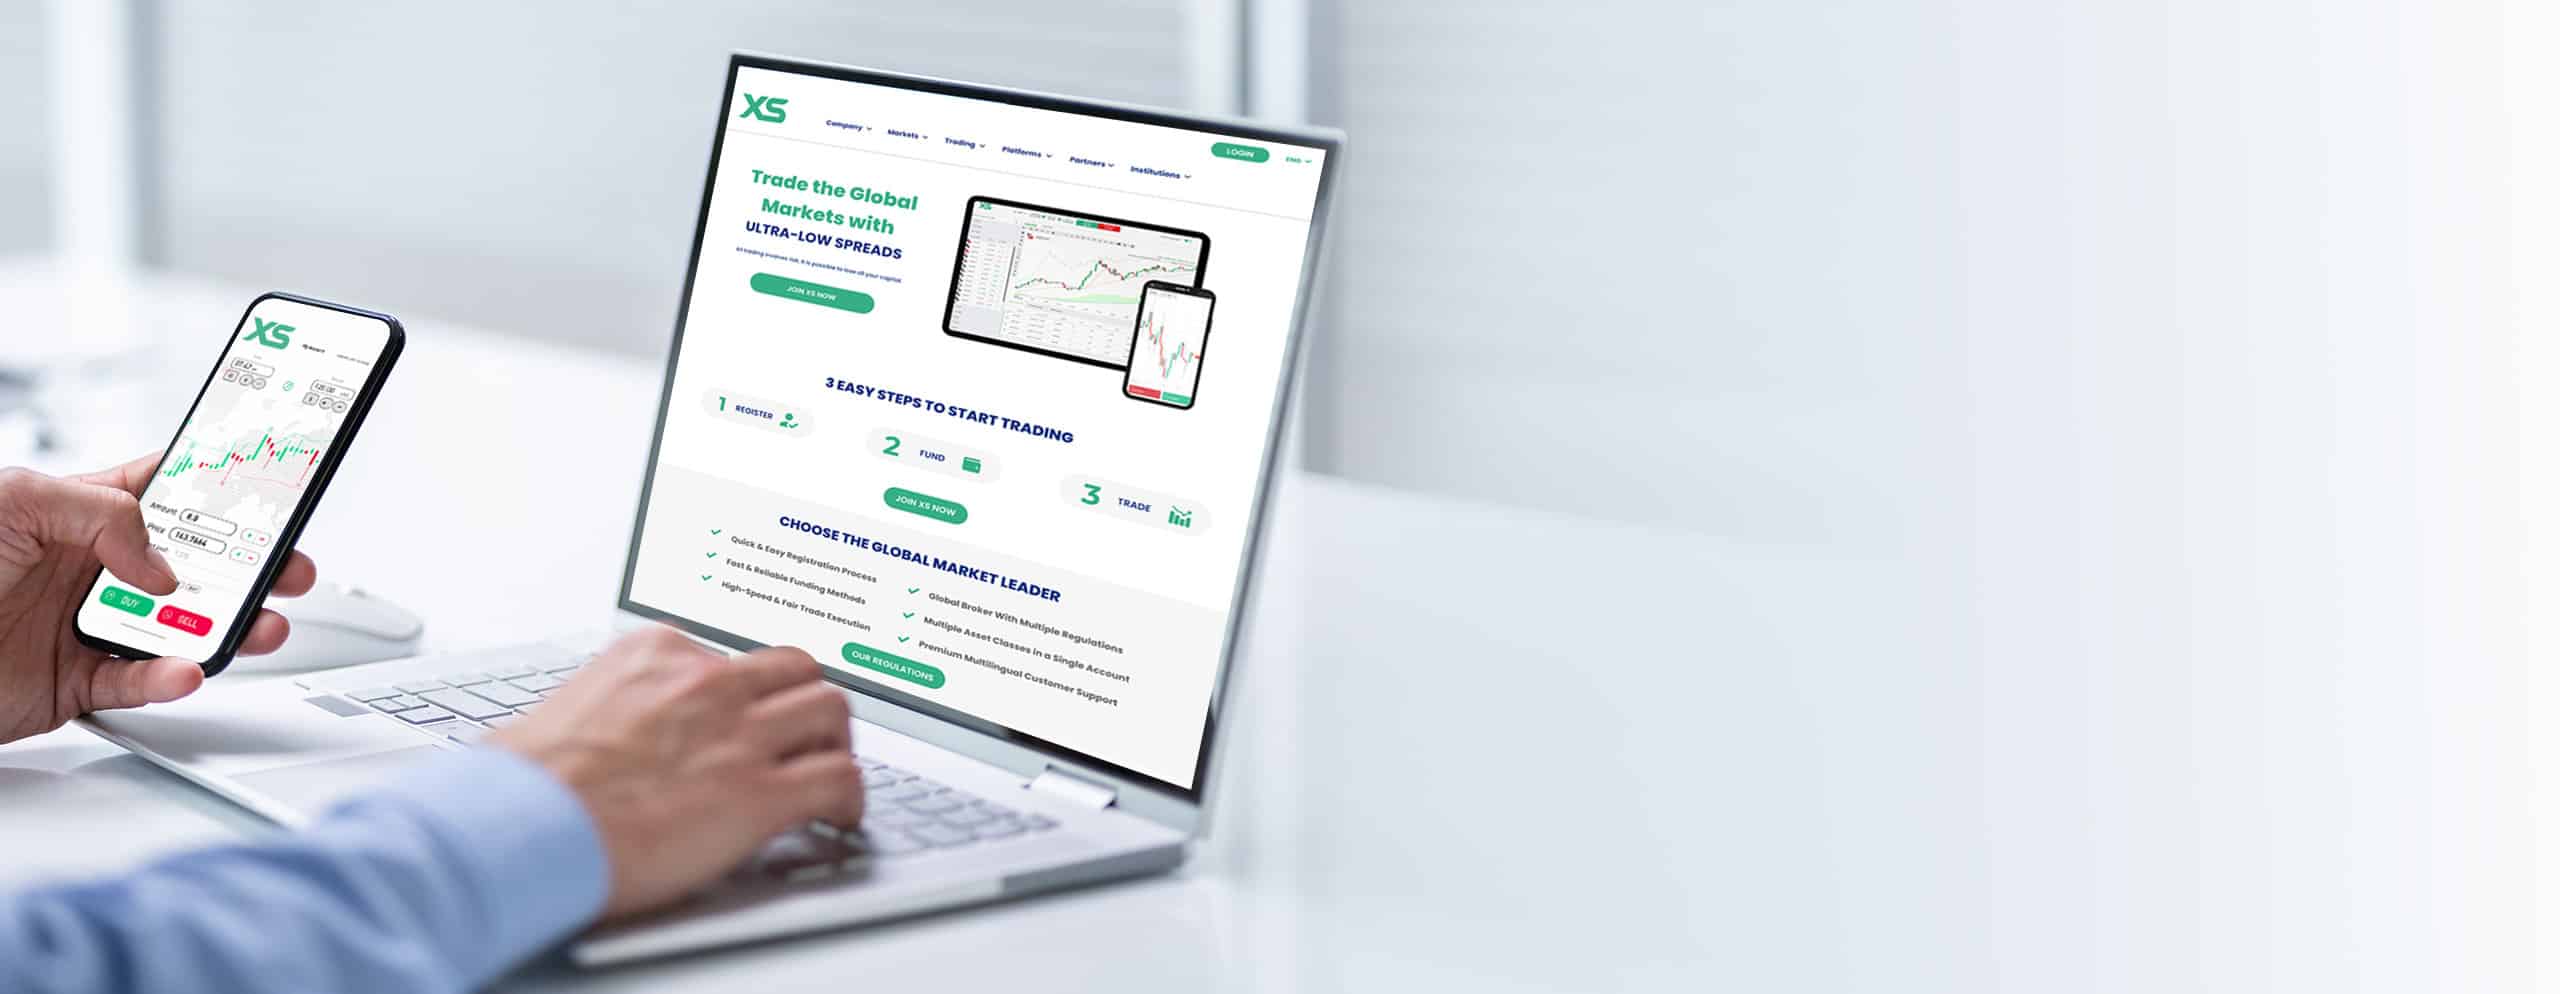 XS
Company
Markets
Trading
Platforms
Partners
Institutions
LOGIN
ENG
Trade the Global
Markets with
ULTRA-LOW SPREADS
All trading involves risk. It is possible to lose all your capital.
JOIN XS NOW
3 EASY STEPS TO START TRADING
1 REGISTER
2 FUND
3 TRADE
JOIN XS NOW
CHOOSE THE GLOBAL MARKET LEADER
Quick & Easy Registration Process
Fast & Reliable Funding Methods
High-Speed & Fair Trade Execution
Global Broker With Multiple Regulations
Multiple Asset Classes in a Single Account
Premium Multilingual Customer Support
OUR REGULATIONS
XS
Amount 0.0
Price 163.7664
BUY
SELL